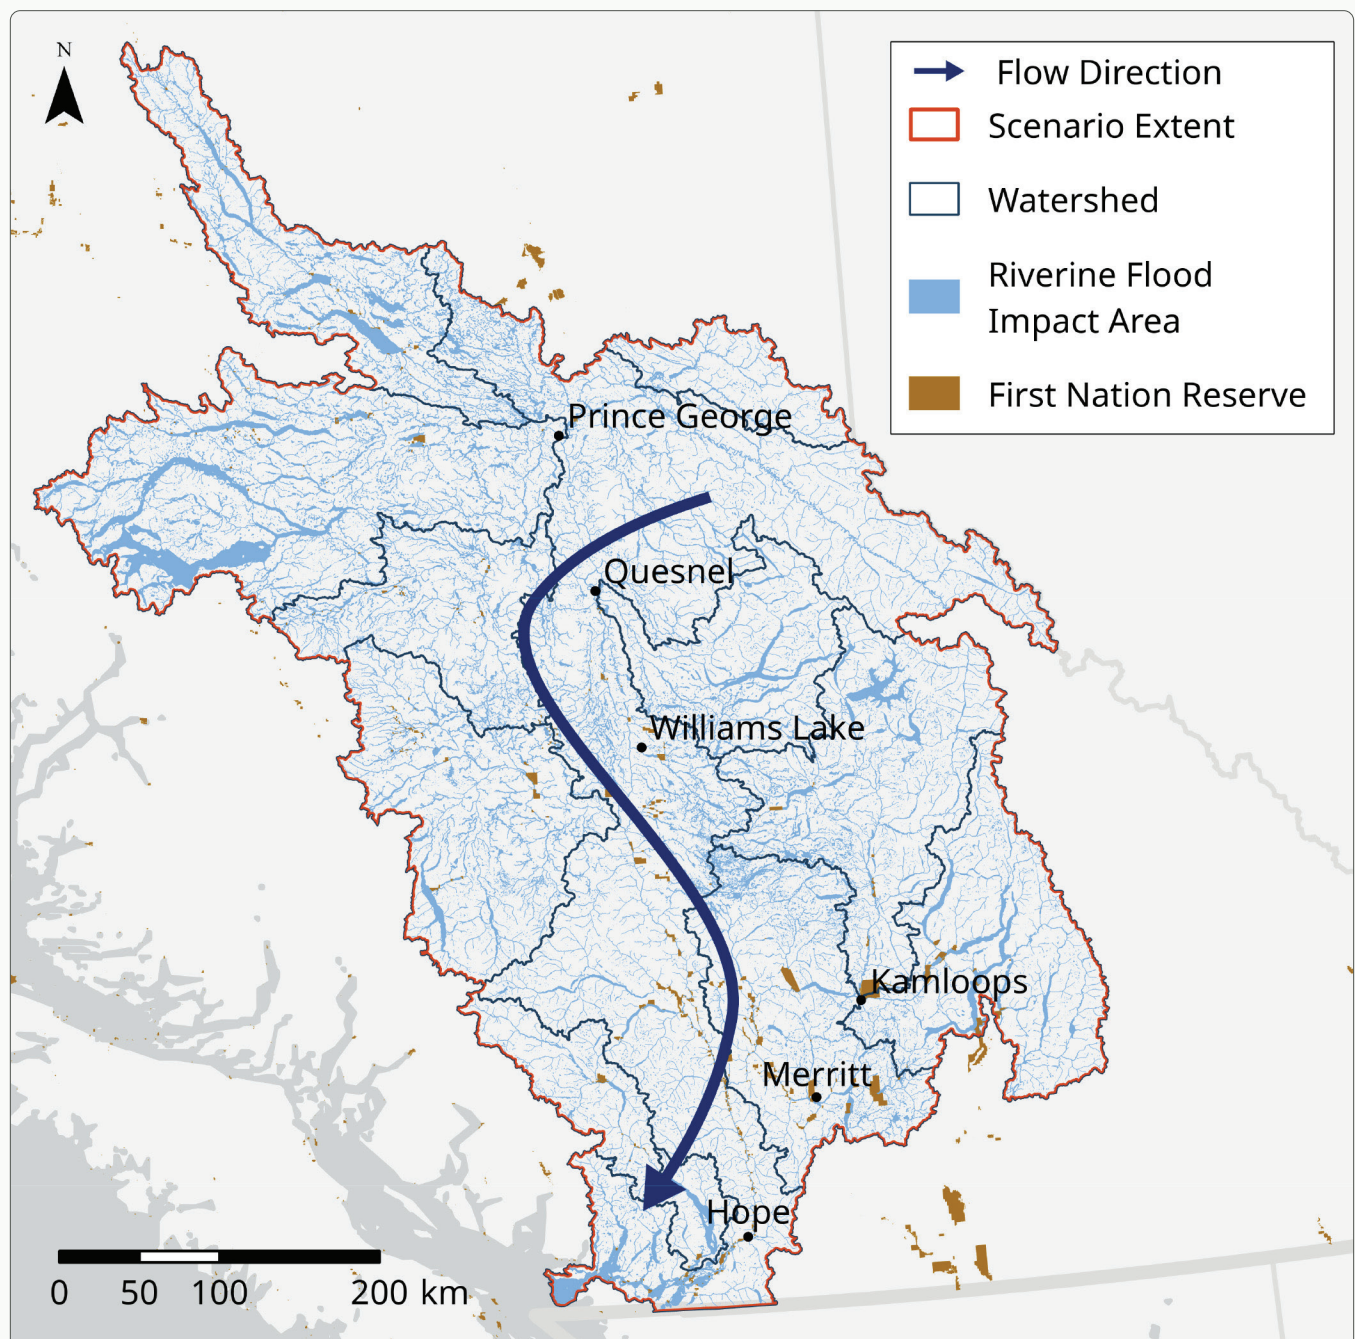 N
Flow Direction
Scenario Extent
Watershed
Riverine Flood
Impact Area
First Nation Reserve
Prince George
Quesnel
Williams Lake
Kamloops
Merritt
Hope
0 50 100 200 km